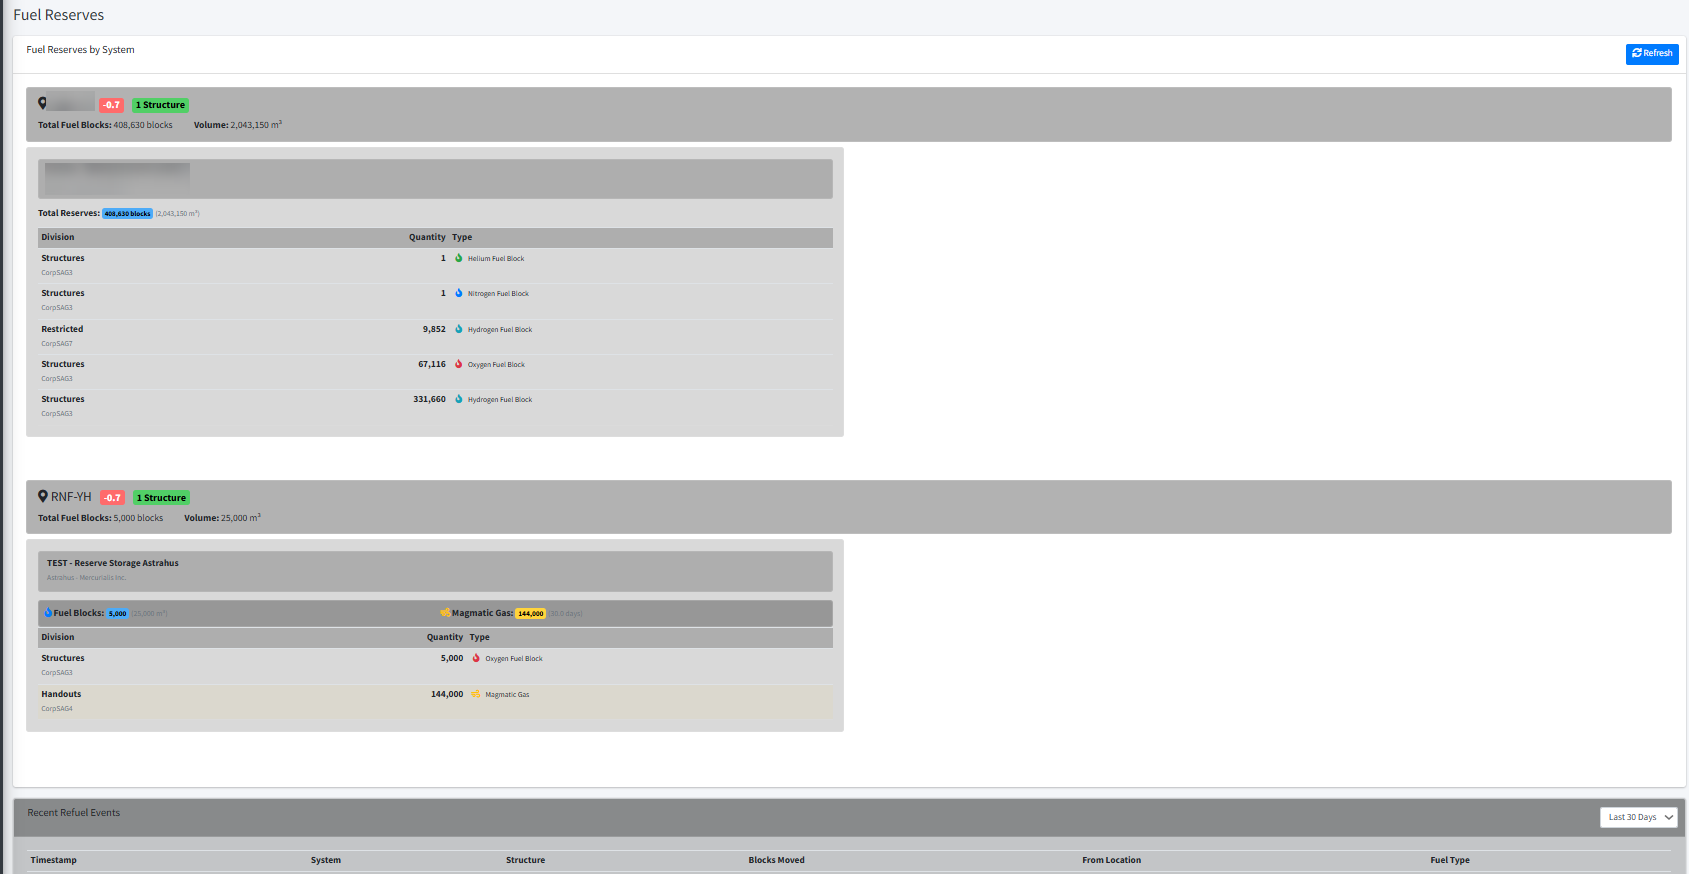 Fuel Reserves
Fuel Reserves by System
Refresh
-0.7 1 Structure
Total Fuel Blocks: 408,630 blocks Volume: 2,043,150 m³
Total Reserves: 408,630 blocks (2,043,150 m³)
Division Quantity Type
Structures 1 Helium Fuel Block
CorpSAG3
Structures 1 Nitrogen Fuel Block
CorpSAG3
Restricted 9,852 Hydrogen Fuel Block
CorpSAG7
Structures 67,116 Oxygen Fuel Block
CorpSAG3
Structures 331,660 Hydrogen Fuel Block
CorpSAG3
RNF-YH -0.7 1 Structure
Total Fuel Blocks: 5,000 blocks Volume: 25,000 m³
TEST - Reserve Storage Astrahus
Astrahus - Mercurialis Inc.
Fuel Blocks: 5,000 (25,000 m³) Magmatic Gas: 144,000 (30.0 days)
Division Quantity Type
Structures 5,000 Oxygen Fuel Block
CorpSAG3
Handouts 144,000 Magmatic Gas
CorpSAG4
Recent Refuel Events
Last 30 Days
Timestamp System Structure Blocks Moved From Location Fuel Type